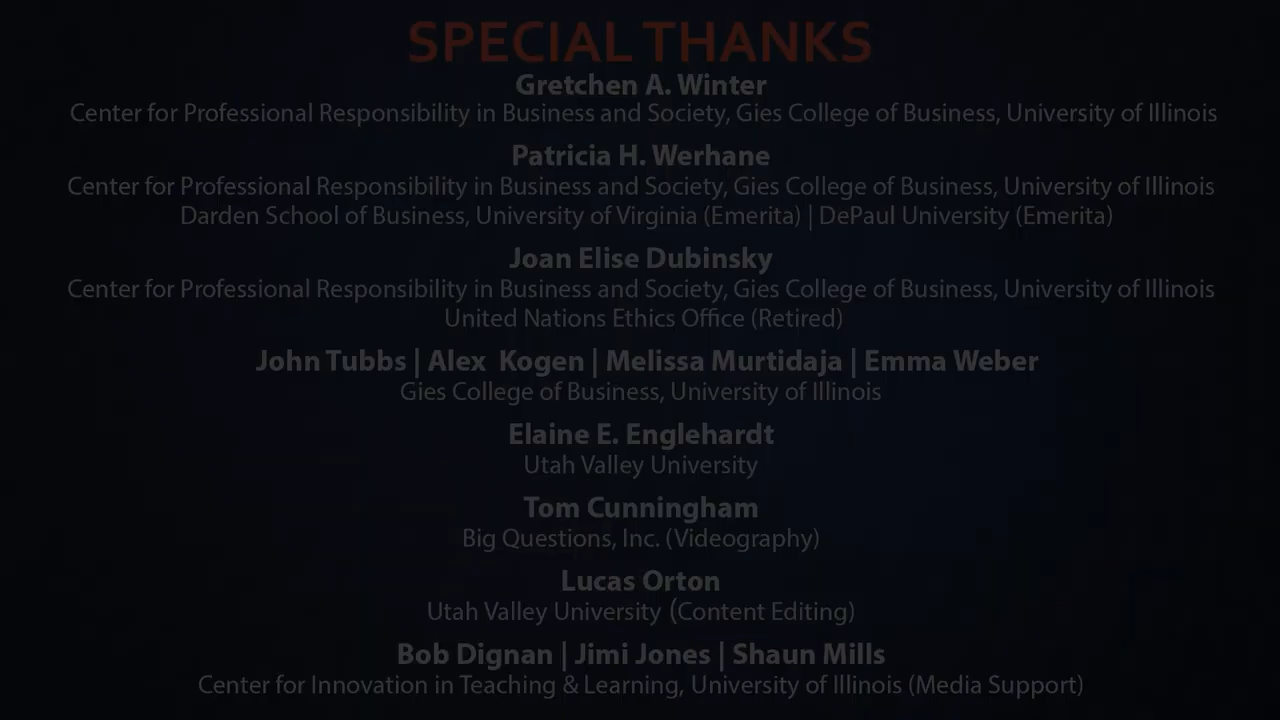 SPECIAL THANKS
Gretchen A. Winter
Center for Professional Responsibility in Business and Society, Gies College of Business, University of Illinois
Patricia H. Werhane
Center for Professional Responsibility in Business and Society, Gies College of Business, University of Illinois
Darden School of Business, University of Virginia (Emerita) | DePaul University (Emerita)
Joan Elise Dubinsky
Center for Professional Responsibility in Business and Society, Gies College of Business, University of Illinois
United Nations Ethics Office (Retired)
John Tubbs | Alex Kogen | Melissa Murtidaja | Emma Weber
Gies College of Business, University of Illinois
Elaine E. Englehardt
Utah Valley University
Tom Cunningham
Big Questions, Inc. (Videography)
Lucas Orton
Utah Valley University (Content Editing)
Bob Dignan | Jimi Jones | Shaun Mills
Center for Innovation in Teaching & Learning, University of Illinois (Media Support)